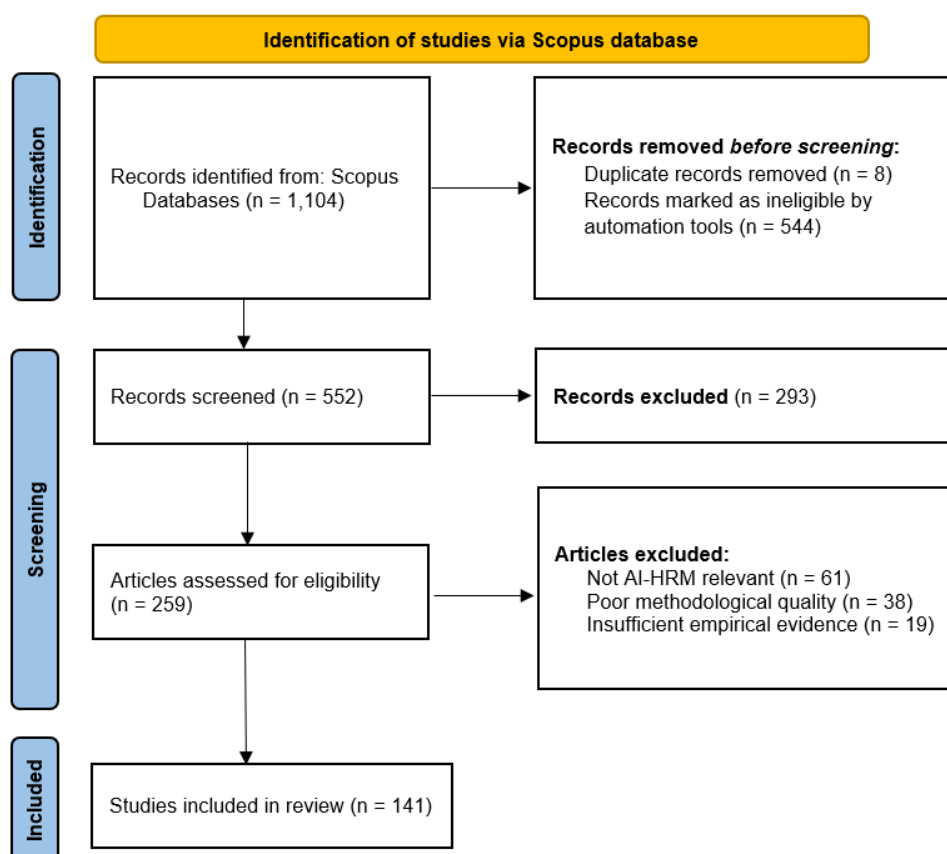 Identification of studies via Scopus database
Identification
Records identified from: Scopus
Databases (n = 1,104)
Records removed before screening:
Duplicate records removed (n = 8)
Records marked as ineligible by
automation tools (n = 544)
Screening
Records screened (n = 552)
Records excluded (n = 293)
Articles assessed for eligibility
(n = 259)
Articles excluded:
Not AI-HRM relevant (n = 61)
Poor methodological quality (n = 38)
Insufficient empirical evidence (n = 19)
Included
Studies included in review (n = 141)